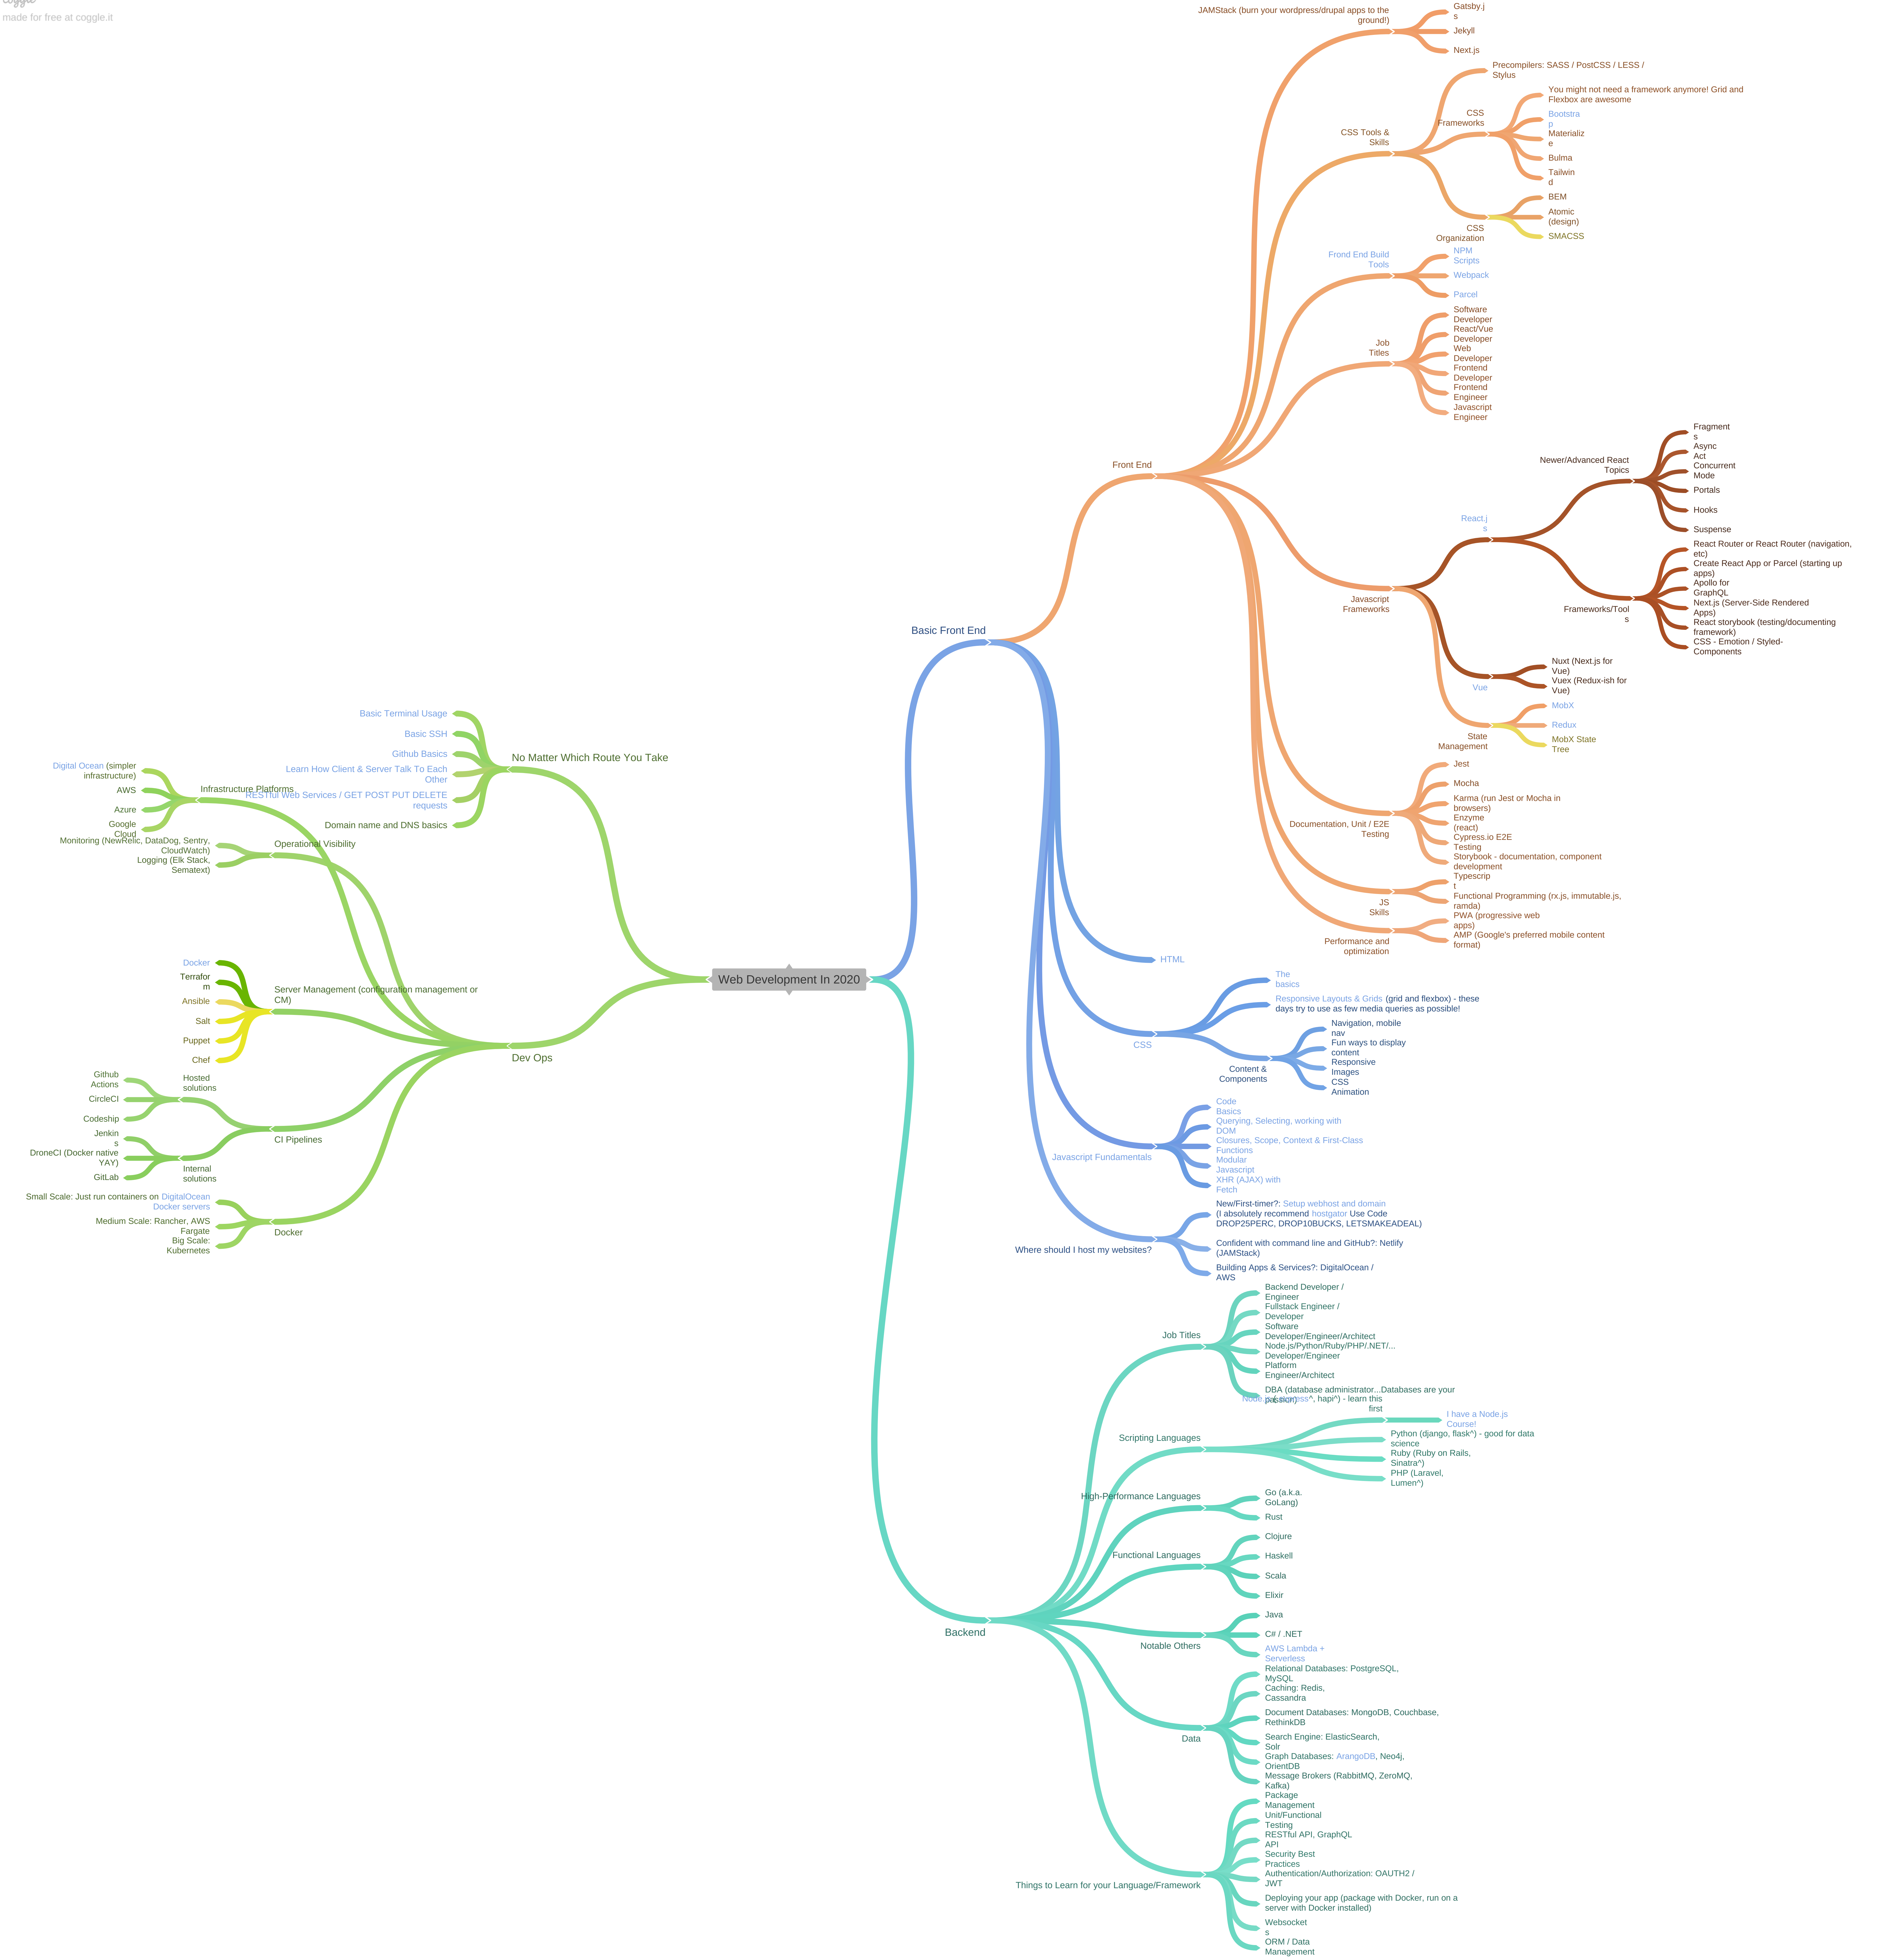 coggle
made for free at coggle.it
Web Development In 2020
No Matter Which Route You Take
Basic Terminal Usage
Basic SSH
Github Basics
Learn How Client & Server Talk To Each
Other
RESTful Web Services / GET POST PUT DELETE
requests
Domain name and DNS basics
Dev Ops
Infrastructure Platforms
Digital Ocean (simpler
infrastructure)
AWS
Azure
Google
Cloud
Operational Visibility
Monitoring (NewRelic, DataDog, Sentry,
CloudWatch)
Logging (Elk Stack,
Sematext)
Server Management (configuration management or
CM)
Docker
Terrafor
m
Ansible
Salt
Puppet
Chef
CI Pipelines
Hosted
solutions
Github
Actions
CircleCI
Codeship
Internal
solutions
Jenkin
s
DroneCI (Docker native
YAY)
GitLab
Docker
Small Scale: Just run containers on DigitalOcean
Docker servers
Medium Scale: Rancher, AWS
Fargate
Big Scale:
Kubernetes
Basic Front End
Front End
JAMStack (burn your wordpress/drupal apps to the
ground!)
Gatsby.j
s
Jekyll
Next.js
CSS Tools &
Skills
Precompilers: SASS / PostCSS / LESS /
Stylus
CSS
Frameworks
You might not need a framework anymore! Grid and
Flexbox are awesome
Bootstra
p
Materializ
e
Bulma
Tailwin
d
CSS
Organization
BEM
Atomic
(design)
SMACSS
Frond End Build
Tools
NPM
Scripts
Webpack
Parcel
Job
Titles
Software
Developer
React/Vue
Developer
Web
Developer
Frontend
Developer
Frontend
Engineer
Javascript
Engineer
Javascript
Frameworks
React.j
s
Newer/Advanced React
Topics
Fragment
s
Async
Act
Concurrent
Mode
Portals
Hooks
Suspense
Frameworks/Tool
s
React Router or React Router (navigation,
etc)
Create React App or Parcel (starting up
apps)
Apollo for
GraphQL
Next.js (Server-Side Rendered
Apps)
React storybook (testing/documenting
framework)
CSS - Emotion / Styled-
Components
Vue
Nuxt (Next.js for
Vue)
Vuex (Redux-ish for
Vue)
State
Management
MobX
Redux
MobX State
Tree
Documentation, Unit / E2E
Testing
Jest
Mocha
Karma (run Jest or Mocha in
browsers)
Enzyme
(react)
Cypress.io E2E
Testing
Storybook - documentation, component
development
JS
Skills
Typescrip
t
Functional Programming (rx.js, immutable.js,
ramda)
Performance and
optimization
PWA (progressive web
apps)
AMP (Google's preferred mobile content
format)
HTML
CSS
The
basics
Responsive Layouts & Grids (grid and flexbox) - these
days try to use as few media queries as possible!
Content &
Components
Navigation, mobile
nav
Fun ways to display
content
Responsive
Images
CSS
Animation
Javascript Fundamentals
Code
Basics
Querying, Selecting, working with
DOM
Closures, Scope, Context & First-Class
Functions
Modular
Javascript
XHR (AJAX) with
Fetch
Where should I host my websites?
New/First-timer?: Setup webhost and domain
(I absolutely recommend hostgator Use Code
DROP25PERC, DROP10BUCKS, LETSMAKEADEAL)
Confident with command line and GitHub?: Netlify
(JAMStack)
Building Apps & Services?: DigitalOcean /
AWS
Backend
Job Titles
Backend Developer /
Engineer
Fullstack Engineer /
Developer
Software
Developer/Engineer/Architect
Node.js/Python/Ruby/PHP/.NET/...
Developer/Engineer
Platform
Engineer/Architect
DBA (database administrator...Databases are your
passion)
Scripting Languages
Node.js (express^, hapi^) - learn this
first
I have a Node.js
Course!
Python (django, flask^) - good for data
science
Ruby (Ruby on Rails,
Sinatra^)
PHP (Laravel,
Lumen^)
High-Performance Languages
Go (a.k.a.
GoLang)
Rust
Functional Languages
Clojure
Haskell
Scala
Elixir
Notable Others
Java
C# / .NET
AWS Lambda +
Serverless
Data
Relational Databases: PostgreSQL,
MySQL
Caching: Redis,
Cassandra
Document Databases: MongoDB, Couchbase,
RethinkDB
Search Engine: ElasticSearch,
Solr
Graph Databases: ArangoDB, Neo4j,
OrientDB
Message Brokers (RabbitMQ, ZeroMQ,
Kafka)
Things to Learn for your Language/Framework
Package
Management
Unit/Functional
Testing
RESTful API, GraphQL
API
Security Best
Practices
Authentication/Authorization: OAUTH2 /
JWT
Deploying your app (package with Docker, run on a
server with Docker installed)
Websocket
s
ORM / Data
Management